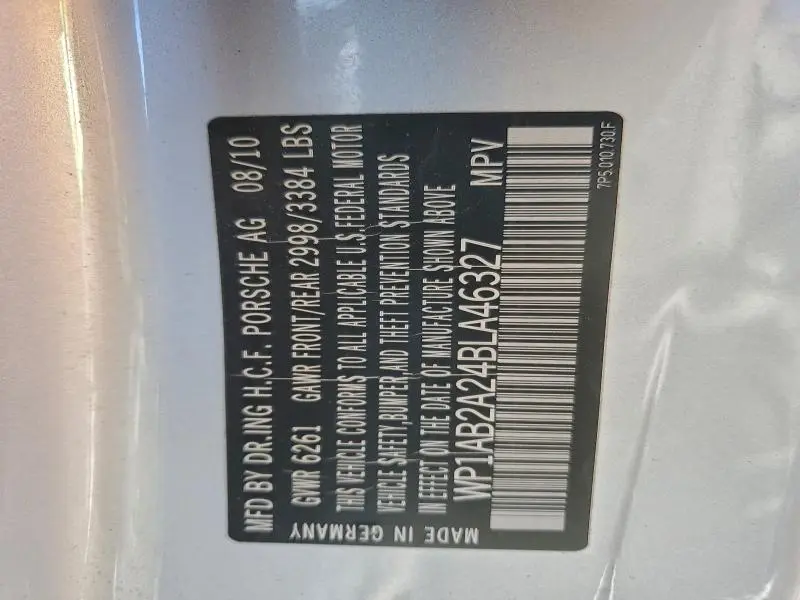 MFD BY DR.ING H.C.F. PORSCHE AG 08/10
GVWR 6261 GAWR FRONT/REAR 2998/3384 LBS
THIS VEHICLE CONFORMS TO ALL APPLICABLE U.S.FEDERAL MOTOR
VEHICLE SAFETY,BUMPER,AND THEFT PREVENTION STANDARDS
IN EFFECT ON THE DATE OF MANUFACTURE SHOWN ABOVE
WP1AB2A24BLA46327 MPV
7P5.010.730.F
MADE IN GERMANY